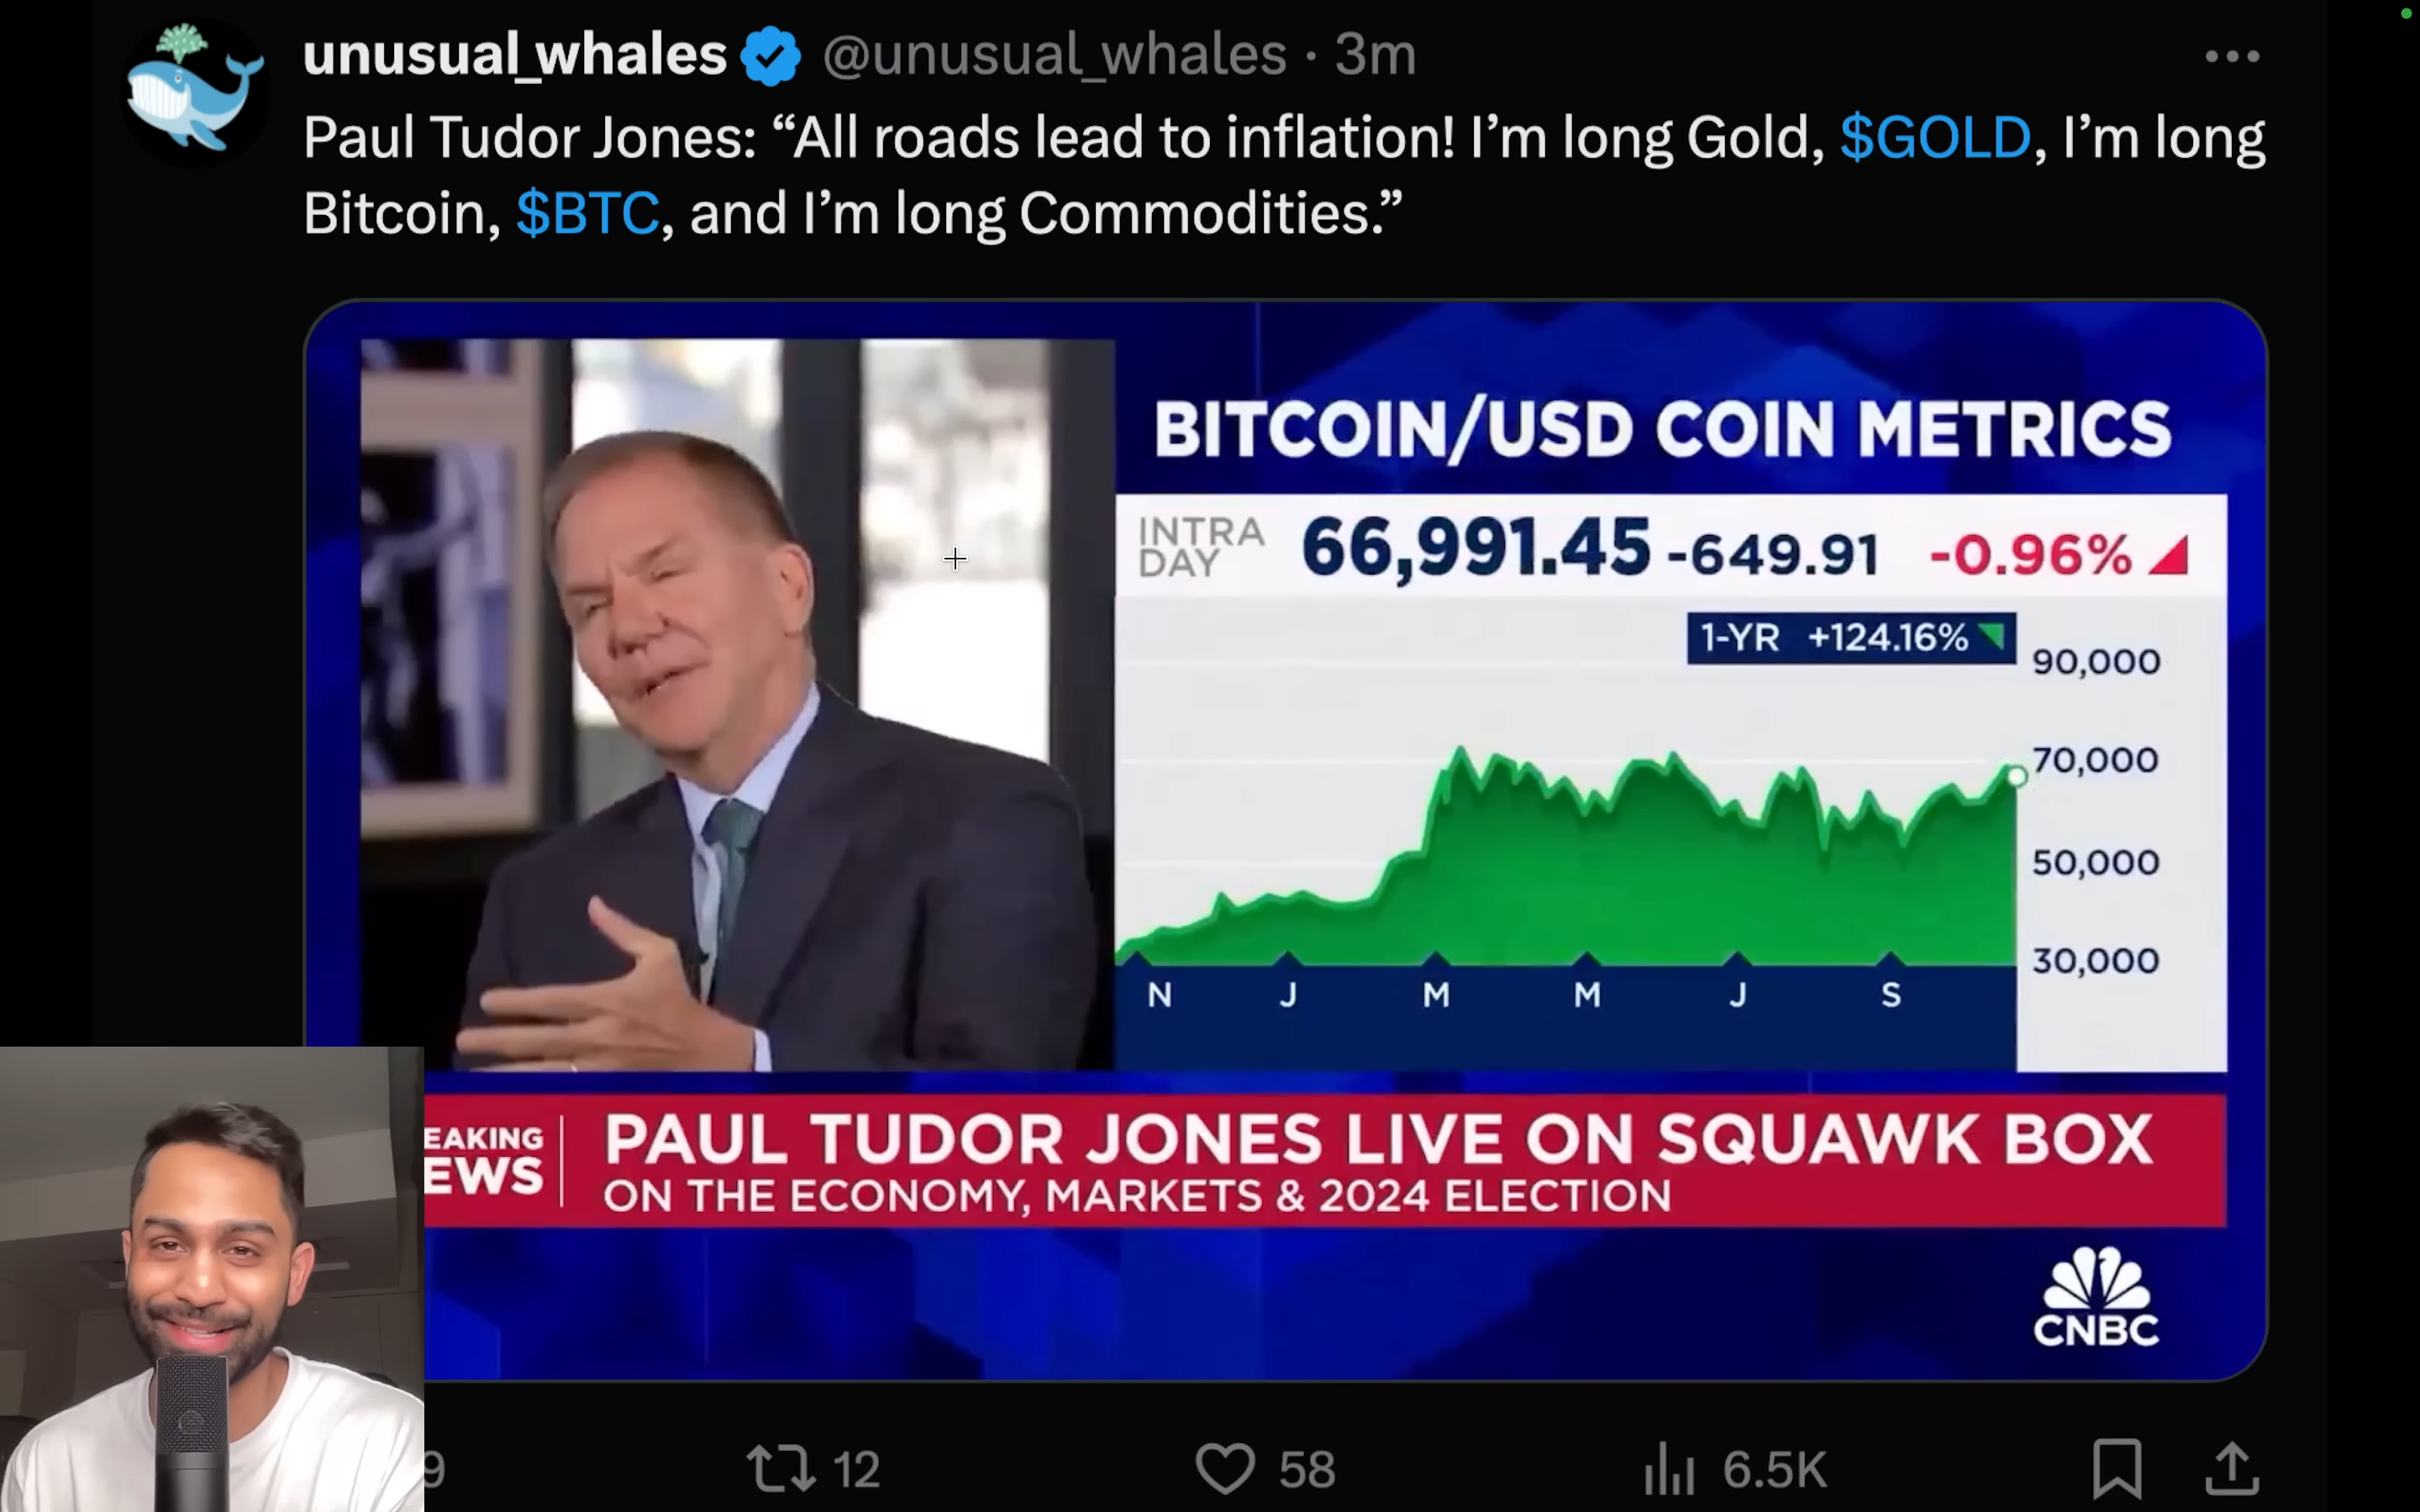 unusual_whales @unusual_whales · 3m
Paul Tudor Jones: “All roads lead to inflation! I’m long Gold, $GOLD, I’m long
Bitcoin, $BTC, and I’m long Commodities.”
BITCOIN/USD COIN METRICS
INTRA
DAY
66,991.45 -649.91 -0.96%
1-YR +124.16%
90,000
70,000
50,000
30,000
N J M M J S
EAKING
EWS
PAUL TUDOR JONES LIVE ON SQUAWK BOX
ON THE ECONOMY, MARKETS & 2024 ELECTION
CNBC
9 12 58 6.5K